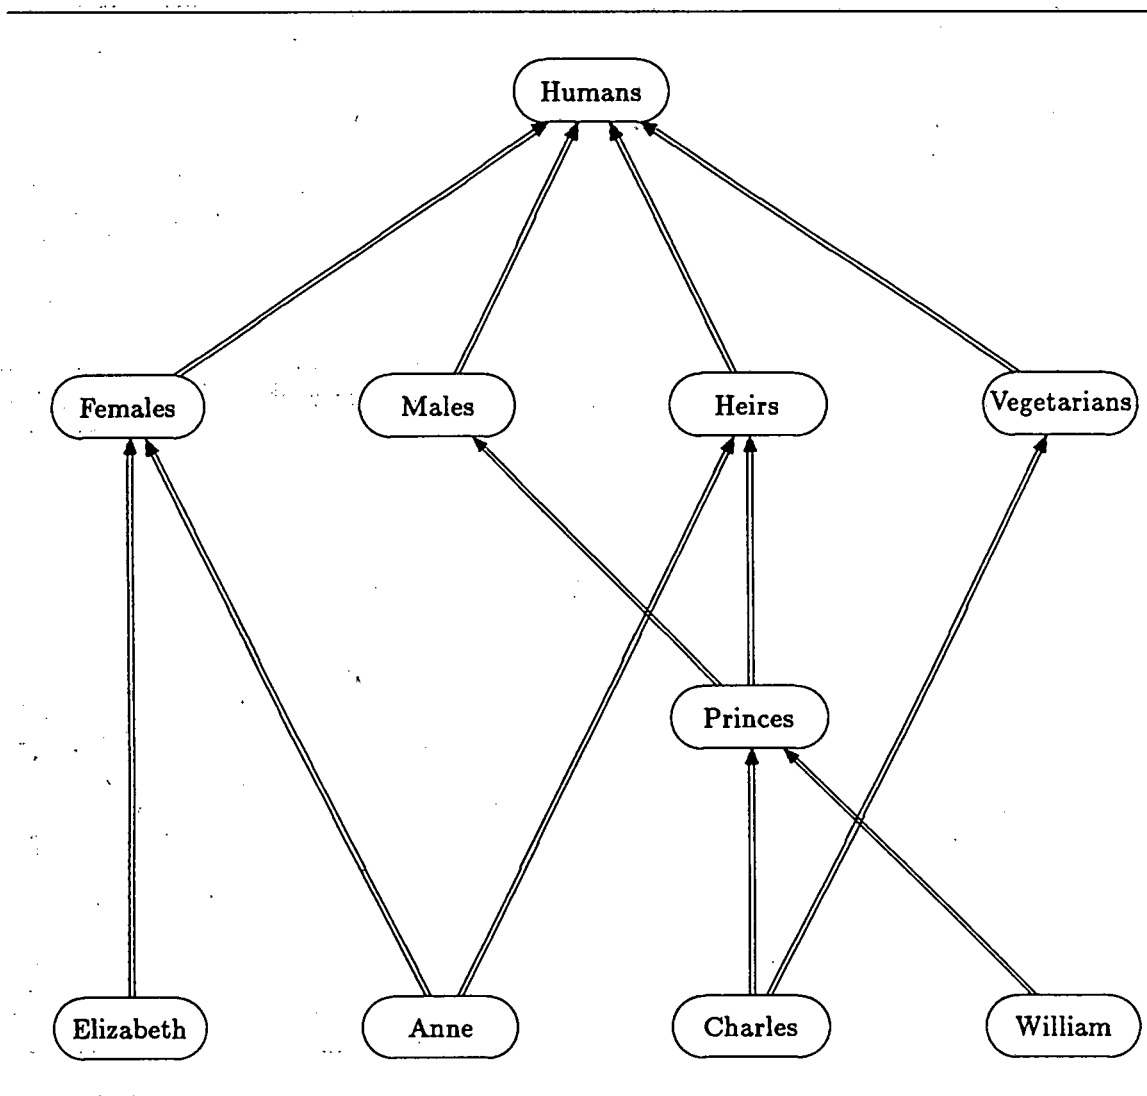 Humans
Females
Males
Heirs
Vegetarians
Princes
Elizabeth
Anne
Charles
William